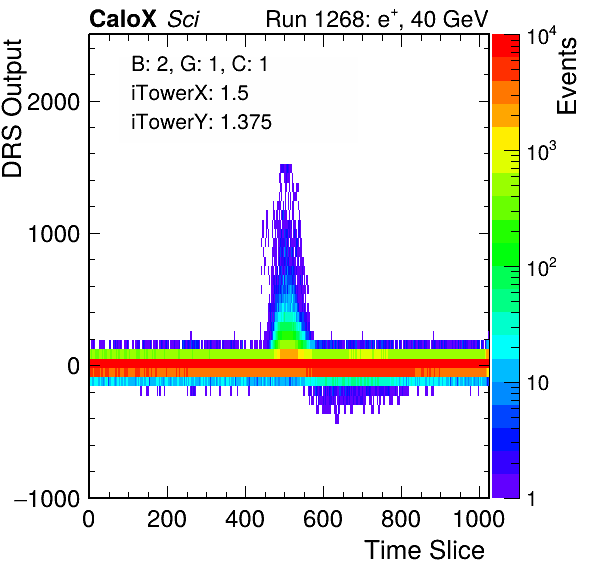 CaloX Sci Run 1268: e⁺, 40 GeV
B: 2, G: 1, C: 1
iTowerX: 1.5
iTowerY: 1.375
DRS Output
2000
1000
0
−1000
0 200 400 600 800 1000
Time Slice
Events
10⁴
10³
10²
10
1